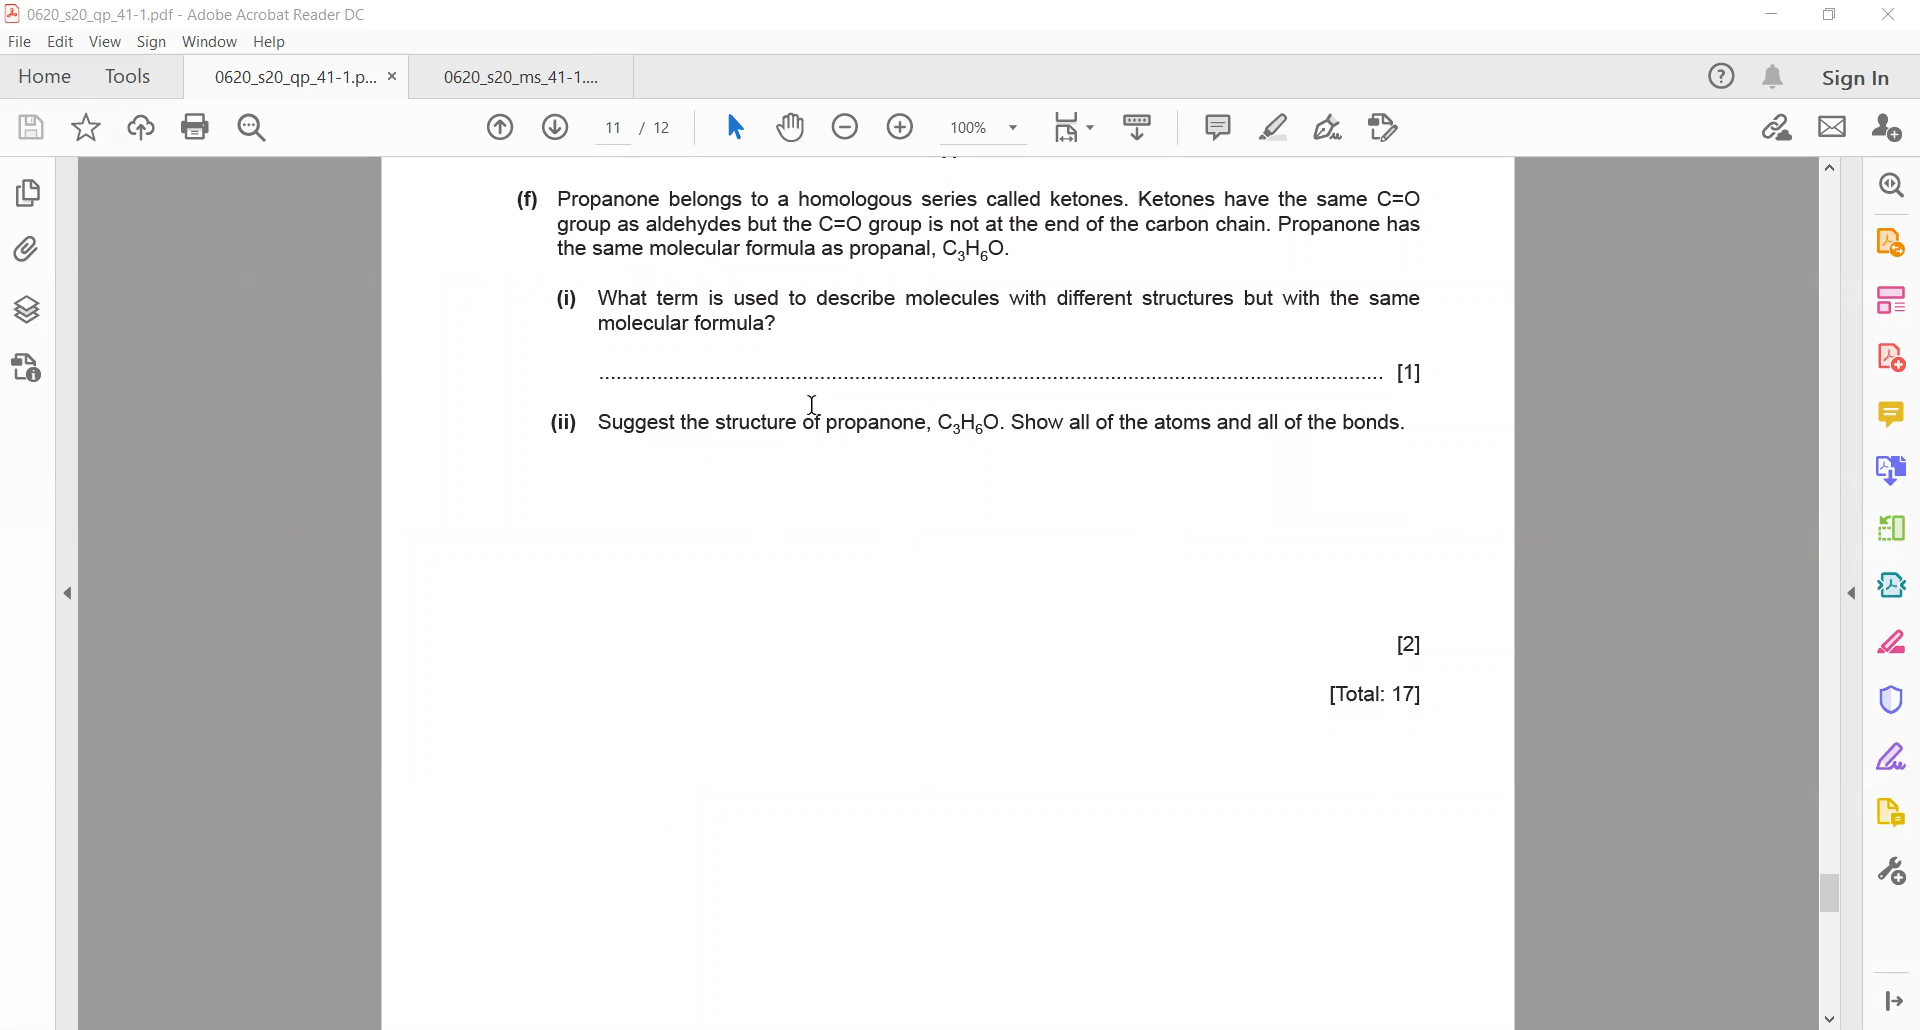 0620_s20_qp_41-1.pdf - Adobe Acrobat Reader DC
File Edit View Sign Window Help
Home Tools 0620_s20_qp_41-1.p... × 0620_s20_ms_41-1.... Sign In
11 / 12 100%
(f) Propanone belongs to a homologous series called ketones. Ketones have the same C=O
group as aldehydes but the C=O group is not at the end of the carbon chain. Propanone has
the same molecular formula as propanal, C₃H₆O.
(i) What term is used to describe molecules with different structures but with the same
molecular formula?
.................................................................................................................................. [1]
(ii) Suggest the structure of propanone, C₃H₆O. Show all of the atoms and all of the bonds.
[2]
[Total: 17]